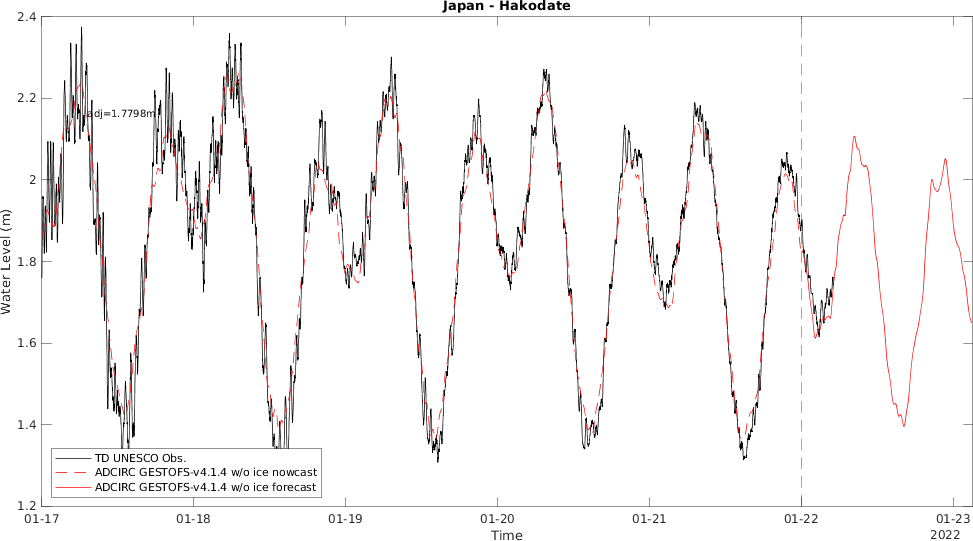 Japan - Hakodate
2.4
2.2
2
1.8
1.6
1.4
1.2
Water Level (m)
adj=1.7798m
TD UNESCO Obs.
ADCIRC GESTOFS-v4.1.4 w/o ice nowcast
ADCIRC GESTOFS-v4.1.4 w/o ice forecast
01-17
01-18
01-19
01-20
01-21
01-22
01-23
Time
2022